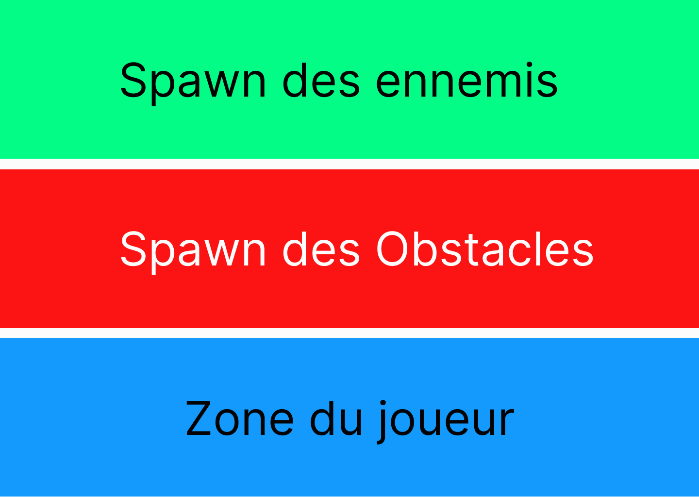 Spawn des ennemis
Spawn des Obstacles
Zone du joueur